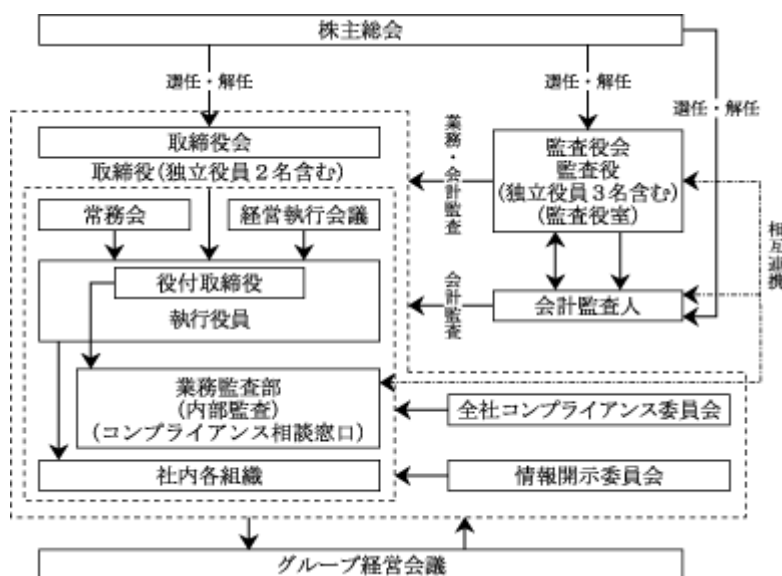 株主総会
選任・解任
選任・解任
選任・解任
取締役会
取締役(独立役員2名含む)
業務・会計監査
監査役会
監査役
(独立役員3名含む)
(監査役室)
相互連携
常務会
経営執行会議
役付取締役
執行役員
会計監査
会計監査人
業務監査部
(内部監査)
(コンプライアンス相談窓口)
全社コンプライアンス委員会
社内各組織
情報開示委員会
グループ経営会議